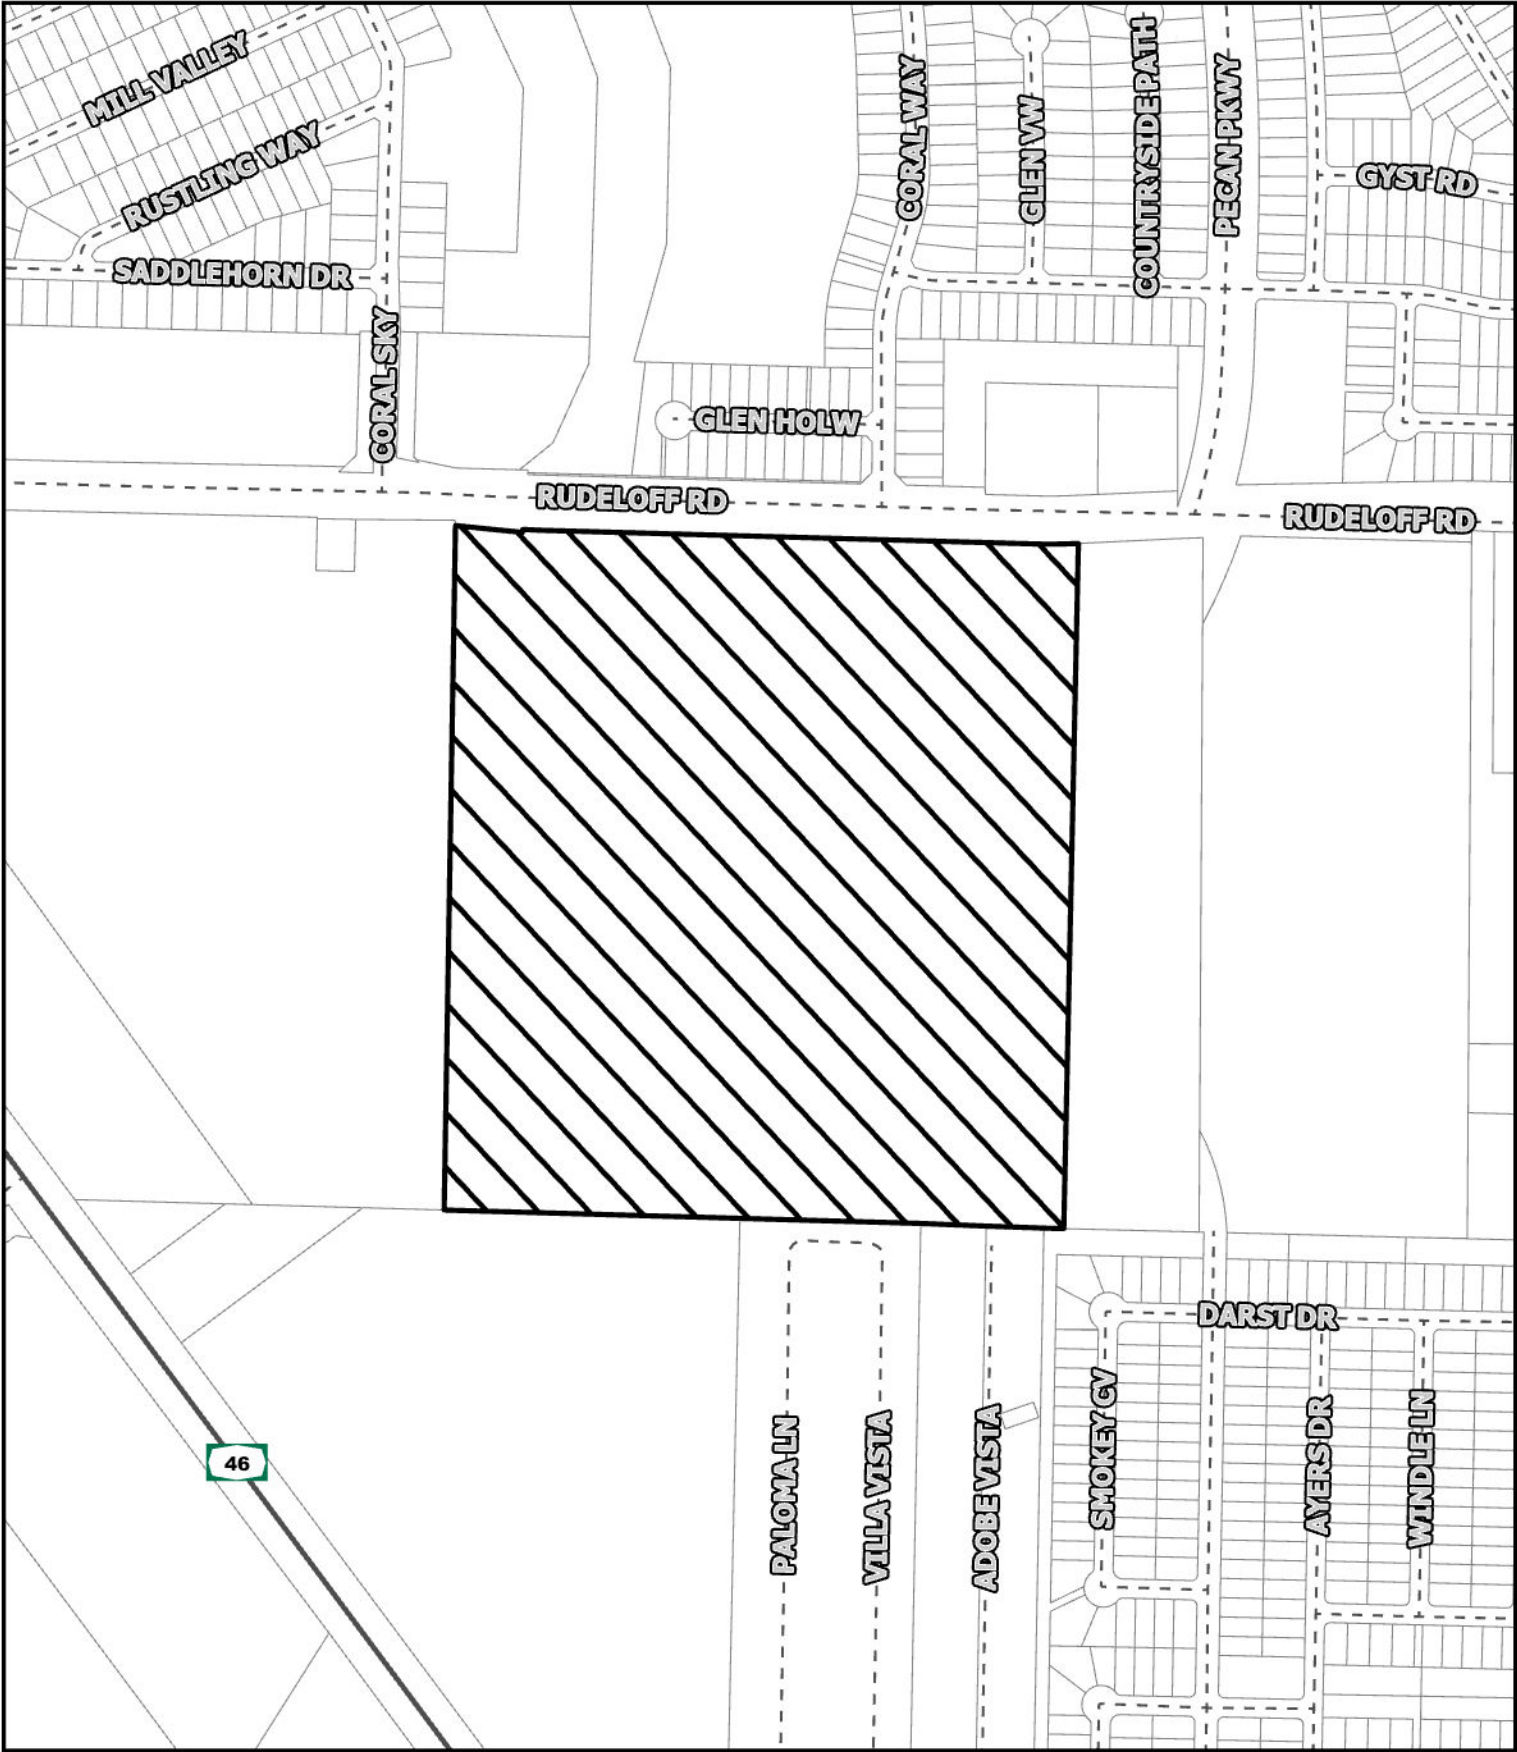 MILL VALLEY
RUSTLING WAY
SADDLEHORN DR
CORAL SKY
CORAL WAY
GLEN VW
COUNTRYSIDE PATH
PECAN PKWY
GYST RD
GLEN HOLW
RUDELOFF RD
RUDELOFF RD
DARST DR
46
PALOMA LN
VILLA VISTA
ADOBE VISTA
SMOKEY CV
AYERS DR
WINDLE LN